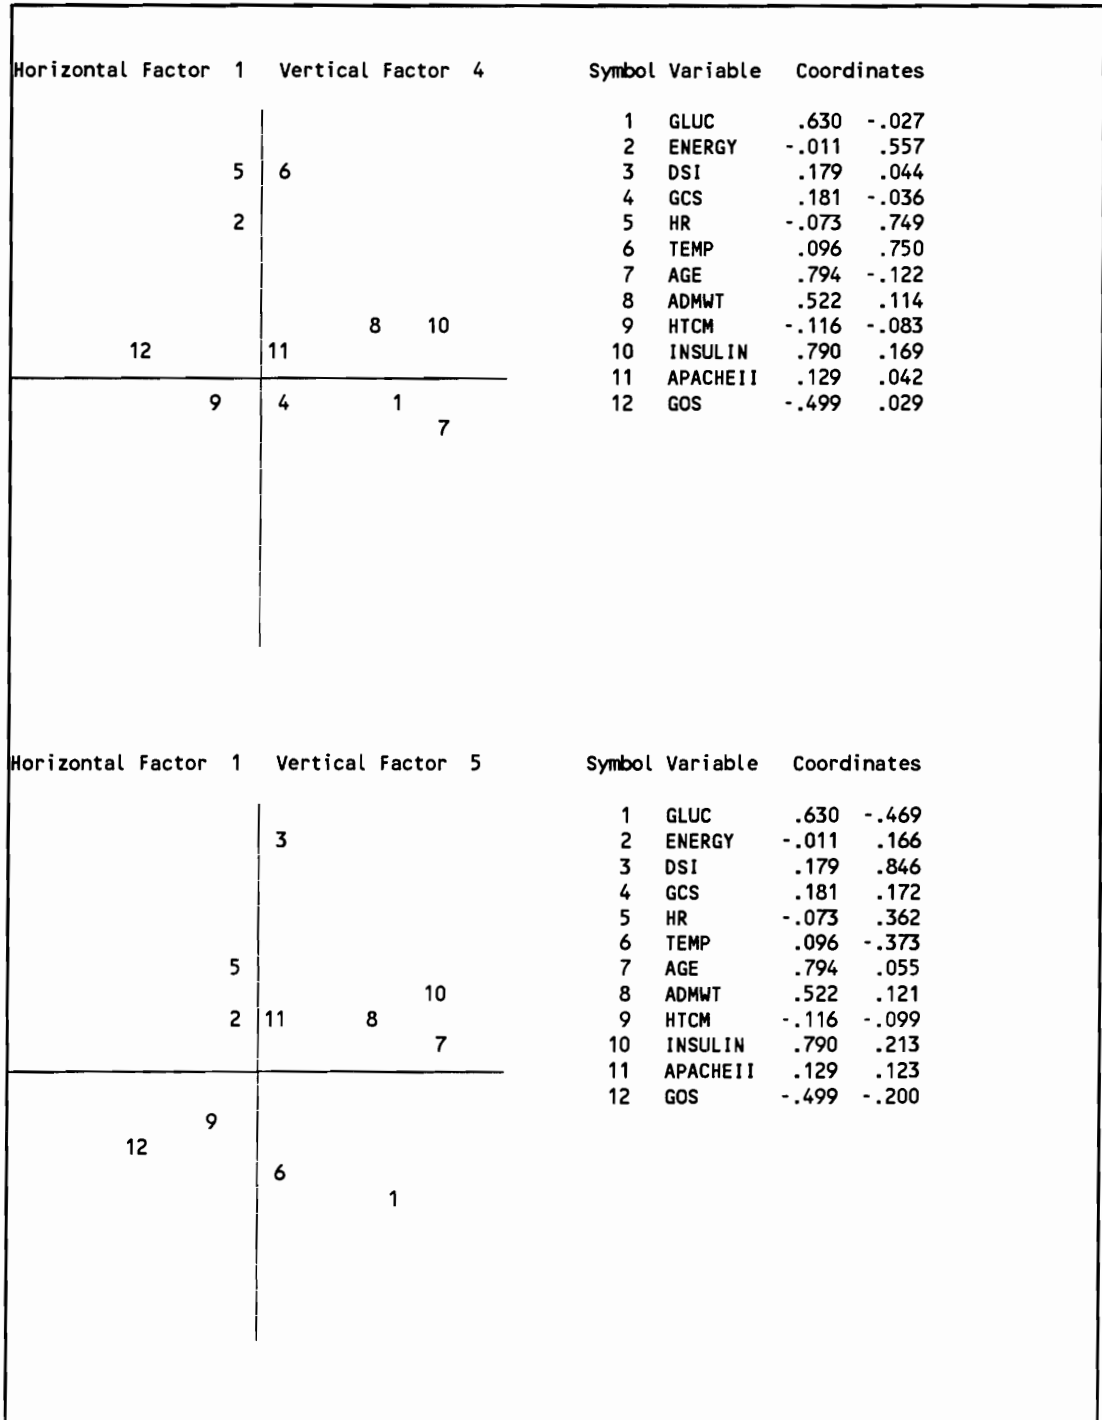 Horizontal Factor 1 Vertical Factor 4 Symbol Variable Coordinates
1 GLUC .630 -.027
2 ENERGY -.011 .557
5 6 3 DSI .179 .044
4 GCS .181 -.036
2 5 HR -.073 .749
6 TEMP .096 .750
7 AGE .794 -.122
8 ADMWT .522 .114
8 10 9 HTCM -.116 -.083
12 11 10 INSULIN .790 .169
11 APACHEII .129 .042
9 4 1 12 GOS -.499 .029
7
Horizontal Factor 1 Vertical Factor 5 Symbol Variable Coordinates
1 GLUC .630 -.469
3 2 ENERGY -.011 .166
3 DSI .179 .846
4 GCS .181 .172
5 HR -.073 .362
6 TEMP .096 -.373
5 7 AGE .794 .055
10 8 ADMWT .522 .121
2 11 8 9 HTCM -.116 -.099
7 10 INSULIN .790 .213
11 APACHEII .129 .123
12 GOS -.499 -.200
9
12
6
1